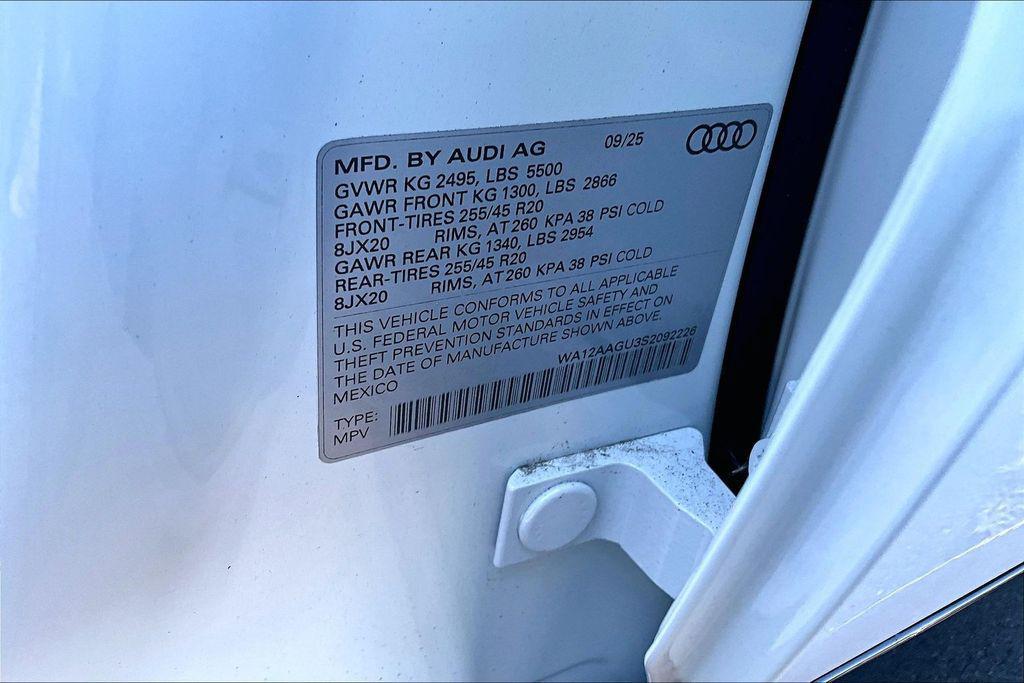 MFD. BY AUDI AG 09/25
GVWR KG 2495, LBS 5500
GAWR FRONT KG 1300, LBS 2866
FRONT-TIRES 255/45 R20
8JX20 RIMS, AT 260 KPA 38 PSI COLD
GAWR REAR KG 1340, LBS 2954
REAR-TIRES 255/45 R20
8JX20 RIMS, AT 260 KPA 38 PSI COLD
THIS VEHICLE CONFORMS TO ALL APPLICABLE
U.S. FEDERAL MOTOR VEHICLE SAFETY AND
THEFT PREVENTION STANDARDS IN EFFECT ON
THE DATE OF MANUFACTURE SHOWN ABOVE.
MEXICO WA12AAGU3S2092226
TYPE:
MPV